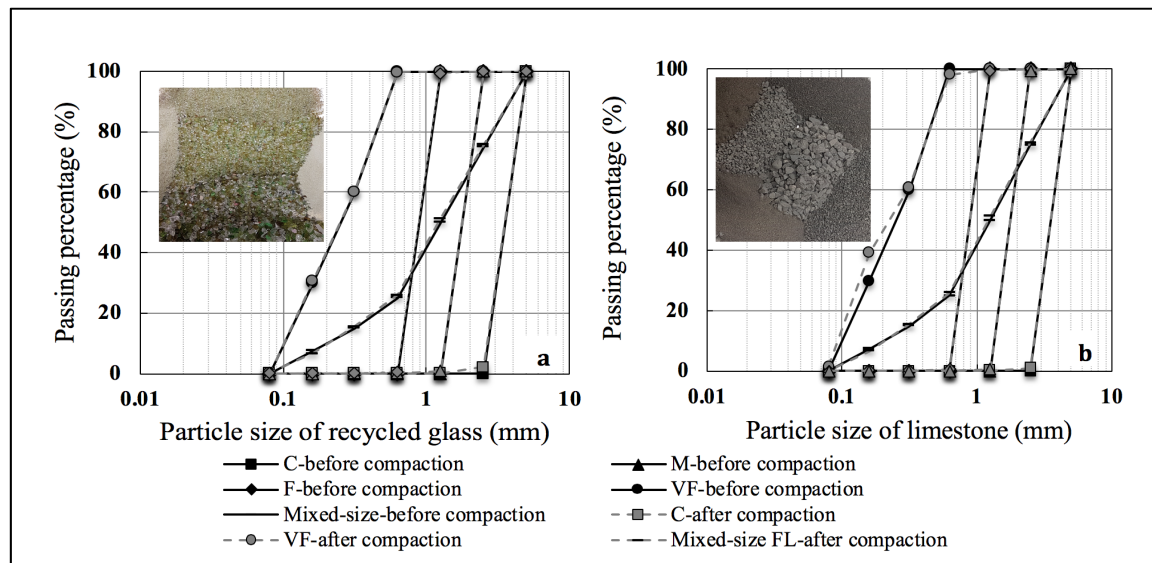 100
80
60
40
20
0
Passing percentage (%)
0.01
0.1
1
10
a
Particle size of recycled glass (mm)
100
80
60
40
20
0
Passing percentage (%)
0.01
0.1
1
10
b
Particle size of limestone (mm)
C-before compaction
M-before compaction
F-before compaction
VF-before compaction
Mixed-size-before compaction
C-after compaction
VF-after compaction
Mixed-size FL-after compaction